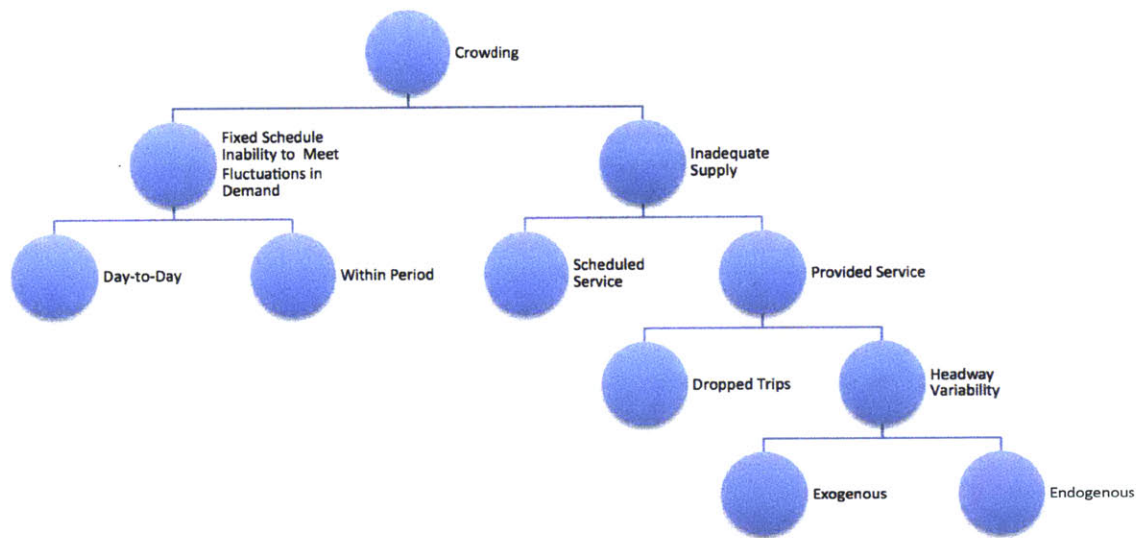 Crowding
Fixed Schedule
Inability to Meet
Fluctuations in
Demand
Inadequate
Supply
Day-to-Day
Within Period
Scheduled
Service
Provided Service
Dropped Trips
Headway
Variability
Exogenous
Endogenous